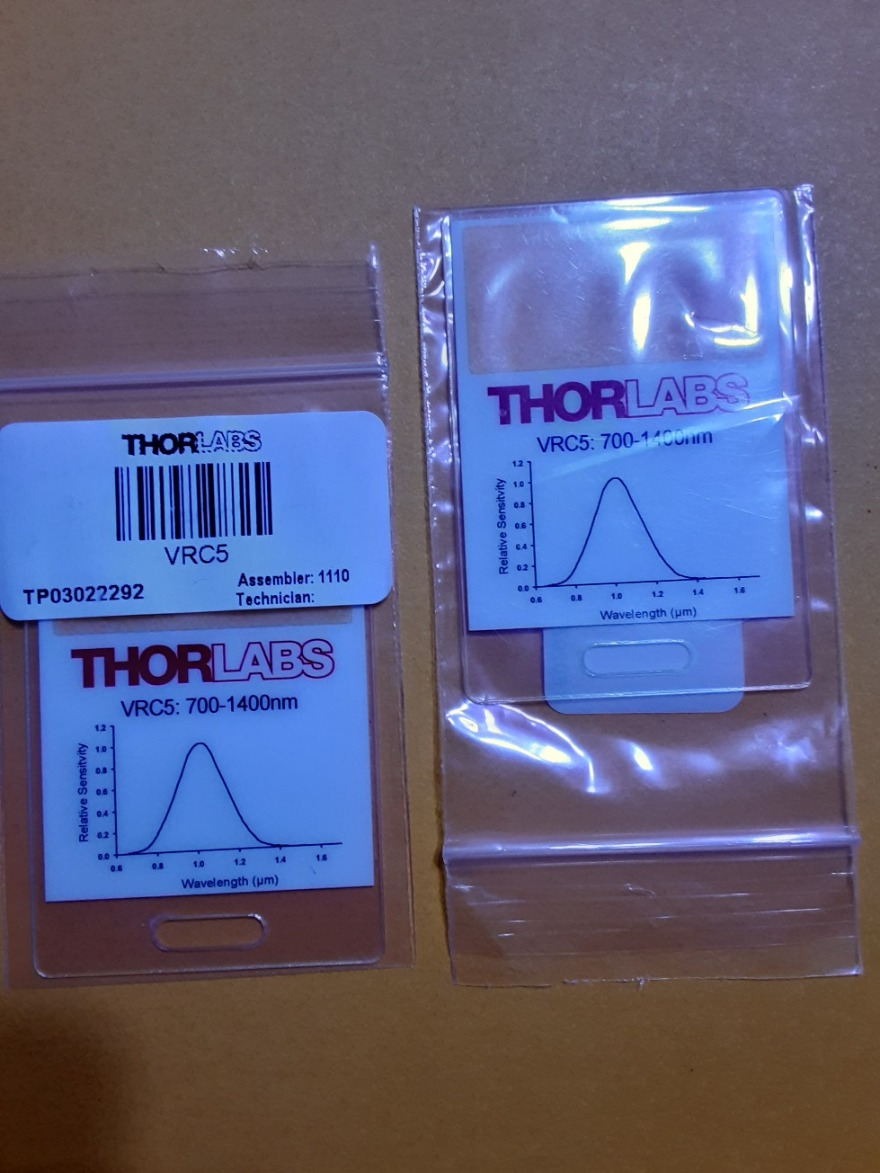 THORLABS
VRC5
TP03022292
Assembler: 1110
Technician:
THORLABS
VRC5: 700-1400nm
Relative Sensitvity
1.2
1.0
0.8
0.6
0.4
0.2
0.0
0.6 0.8 1.0 1.2 1.4 1.6
Wavelength (µm)
THORLABS
VRC5: 700-1400nm
Relative Sensitvity
1.2
1.0
0.8
0.6
0.4
0.2
0.0
0.6 0.8 1.0 1.2 1.4 1.6
Wavelength (µm)